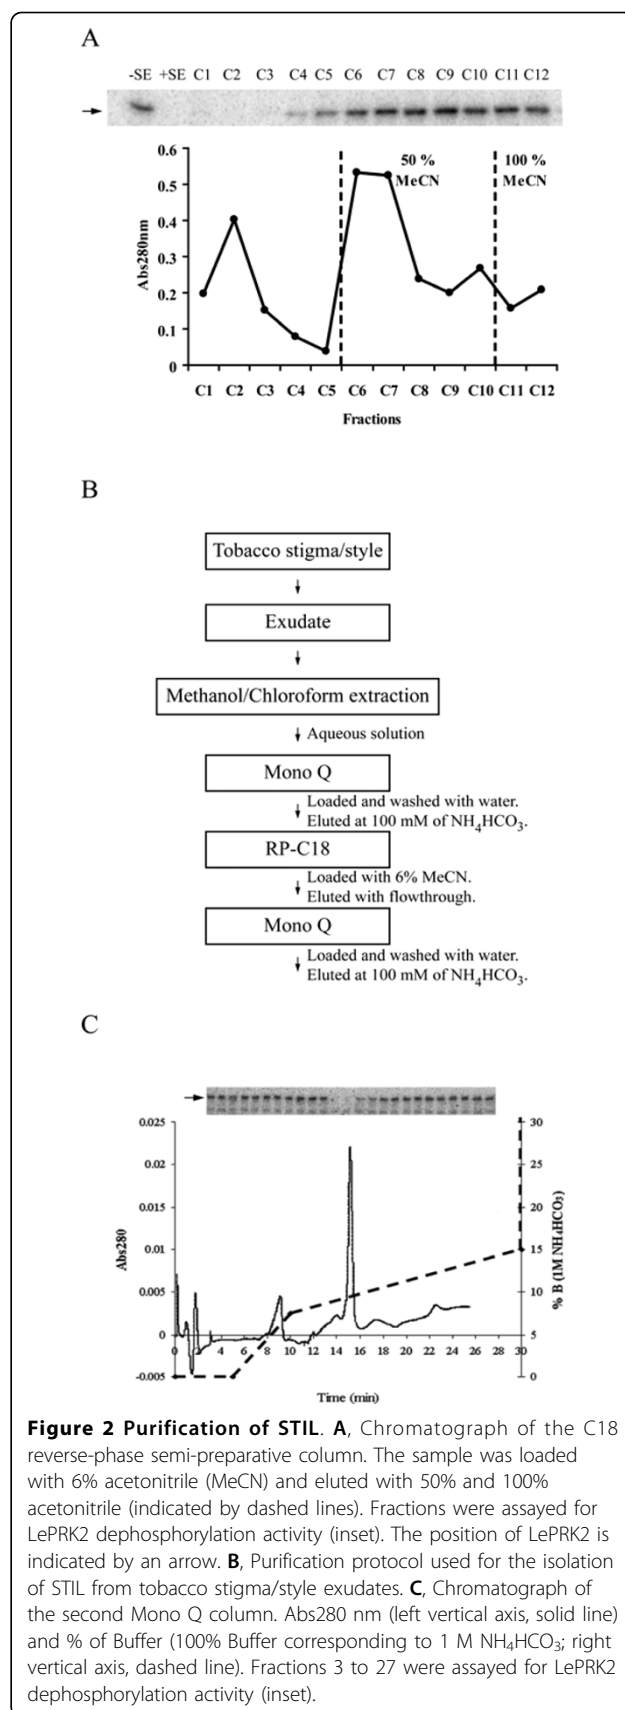 A
-SE +SE C1 C2 C3 C4 C5 C6 C7 C8 C9 C10 C11 C12
0.6
0.5
0.4
0.3
0.2
0.1
0
Abs280nm
50 %
MeCN
100 %
MeCN
C1 C2 C3 C4 C5 C6 C7 C8 C9 C10 C11 C12
Fractions
B
Tobacco stigma/style
Exudate
Methanol/Chloroform extraction
Aqueous solution
Mono Q
Loaded and washed with water.
Eluted at 100 mM of NH₄HCO₃.
RP-C18
Loaded with 6% MeCN.
Eluted with flowthrough.
Mono Q
Loaded and washed with water.
Eluted at 100 mM of NH₄HCO₃.
C
0.025
0.02
0.015
0.01
0.005
0
-0.005
Abs280
30
25
20
15
10
5
0
% B (1M NH₄HCO₃)
0 2 4 6 8 10 12 14 16 18 20 22 24 26 28 30
Time (min)
Figure 2 Purification of STIL. A, Chromatograph of the C18
reverse-phase semi-preparative column. The sample was loaded
with 6% acetonitrile (MeCN) and eluted with 50% and 100%
acetonitrile (indicated by dashed lines). Fractions were assayed for
LePRK2 dephosphorylation activity (inset). The position of LePRK2 is
indicated by an arrow. B, Purification protocol used for the isolation
of STIL from tobacco stigma/style exudates. C, Chromatograph of
the second Mono Q column. Abs280 nm (left vertical axis, solid line)
and % of Buffer (100% Buffer corresponding to 1 M NH₄HCO₃; right
vertical axis, dashed line). Fractions 3 to 27 were assayed for LePRK2
dephosphorylation activity (inset).